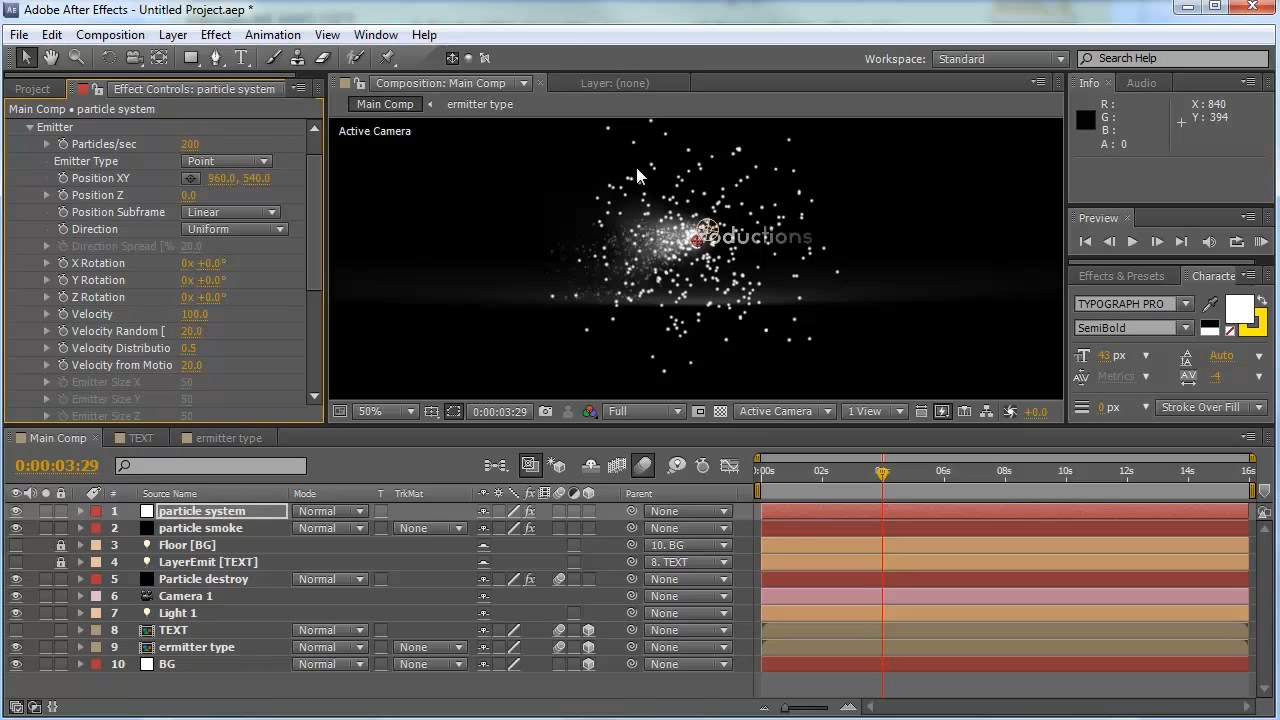 Adobe After Effects - Untitled Project.aep *
File Edit Composition Layer Effect Animation View Window Help
Workspace: Standard Search Help
Project Effect Controls: particle system
Composition: Main Comp Layer: (none)
Info Audio
Main Comp • particle system
Main Comp ermitter type
R: X: 840
G: Y: 394
B:
A: 0
Active Camera
oductions
Emitter
Particles/sec 200
Emitter Type Point
Position XY 960.0, 540.0
Position Z 0.0
Position Subframe Linear
Direction Uniform
Direction Spread [% 20.0
X Rotation 0x +0.0°
Y Rotation 0x +0.0°
Z Rotation 0x +0.0°
Velocity 100.0
Velocity Random [ 20.0
Velocity Distributio 0.5
Velocity from Motio 20.0
Emitter Size X 50
Emitter Size Y 50
Emitter Size Z 50
50% 0:00:03:29 Full Active Camera 1 View +0.0
Preview
Effects & Presets Characte
TYPOGRAPH PRO
SemiBold
43 px Auto
Metrics -4
0 px Stroke Over Fill
Main Comp TEXT ermitter type
0:00:03:29
:00s 02s 04s 06s 08s 10s 12s 14s 16s
# Source Name Mode T TrkMat Parent
1 particle system Normal None
2 particle smoke Normal None None
3 Floor [BG] 10. BG
4 LayerEmit [TEXT] 8. TEXT
5 Particle destroy Normal None
6 Camera 1 None
7 Light 1 None
8 TEXT Normal None
9 ermitter type Normal None None
10 BG Normal None None